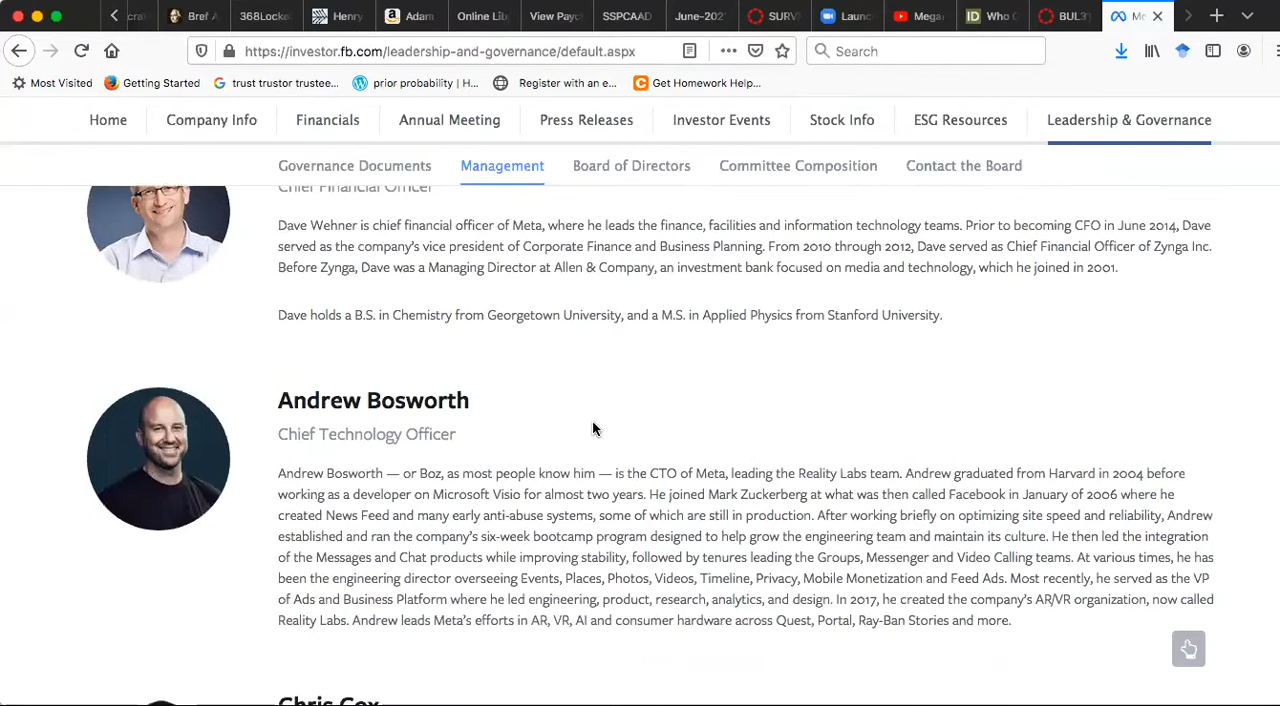 craf
Bref A
368Locke
Henry
Adam
Online Lib
View Payc
SSPCAAD
June-202
SURV
Launc
Megan
Who O
BUL31
Me
https://investor.fb.com/leadership-and-governance/default.aspx
Search
Most Visited
Getting Started
trust trustor trustee...
prior probability | H...
Register with an e...
Get Homework Help...
Home
Company Info
Financials
Annual Meeting
Press Releases
Investor Events
Stock Info
ESG Resources
Leadership & Governance
Governance Documents
Management
Board of Directors
Committee Composition
Contact the Board
Chief Financial Officer
Dave Wehner is chief financial officer of Meta, where he leads the finance, facilities and information technology teams. Prior to becoming CFO in June 2014, Dave
served as the company's vice president of Corporate Finance and Business Planning. From 2010 through 2012, Dave served as Chief Financial Officer of Zynga Inc.
Before Zynga, Dave was a Managing Director at Allen & Company, an investment bank focused on media and technology, which he joined in 2001.
Dave holds a B.S. in Chemistry from Georgetown University, and a M.S. in Applied Physics from Stanford University.
Andrew Bosworth
Chief Technology Officer
Andrew Bosworth — or Boz, as most people know him — is the CTO of Meta, leading the Reality Labs team. Andrew graduated from Harvard in 2004 before
working as a developer on Microsoft Visio for almost two years. He joined Mark Zuckerberg at what was then called Facebook in January of 2006 where he
created News Feed and many early anti-abuse systems, some of which are still in production. After working briefly on optimizing site speed and reliability, Andrew
established and ran the company's six-week bootcamp program designed to help grow the engineering team and maintain its culture. He then led the integration
of the Messages and Chat products while improving stability, followed by tenures leading the Groups, Messenger and Video Calling teams. At various times, he has
been the engineering director overseeing Events, Places, Photos, Videos, Timeline, Privacy, Mobile Monetization and Feed Ads. Most recently, he served as the VP
of Ads and Business Platform where he led engineering, product, research, analytics, and design. In 2017, he created the company's AR/VR organization, now called
Reality Labs. Andrew leads Meta's efforts in AR, VR, AI and consumer hardware across Quest, Portal, Ray-Ban Stories and more.
Chris Cox